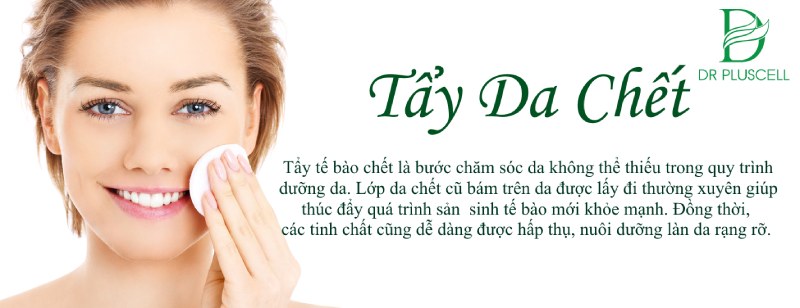 DR PLUSCELL
Tẩy Da Chết
Tẩy tế bào chết là bước chăm sóc da không thể thiếu trong quy trình
dưỡng da. Lớp da chết cũ bám trên da được lấy đi thường xuyên giúp
thúc đẩy quá trình sản  sinh tế bào mới khỏe mạnh. Đồng thời,
các tinh chất cũng dễ dàng được hấp thụ, nuôi dưỡng làn da rạng rỡ.